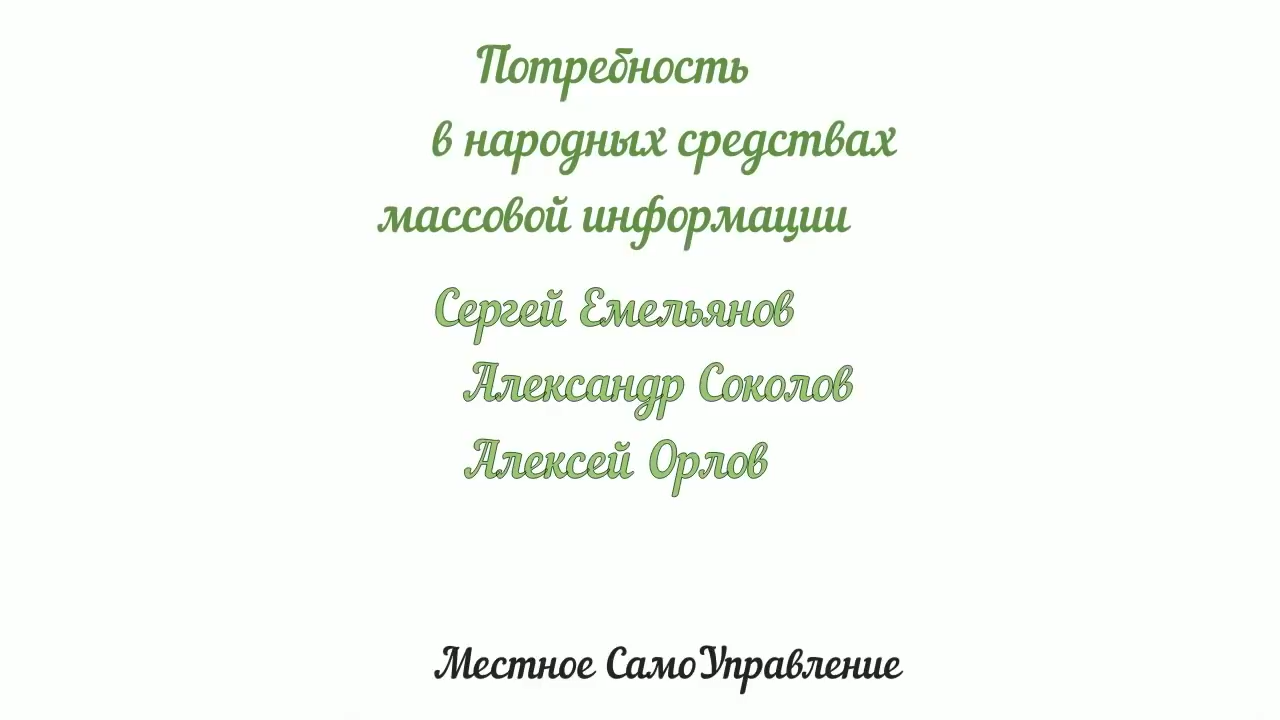 Потребность
в народных средствах
массовой информации
Сергей Емельянов
Александр Соколов
Алексей Орлов
Местное СамоУправление